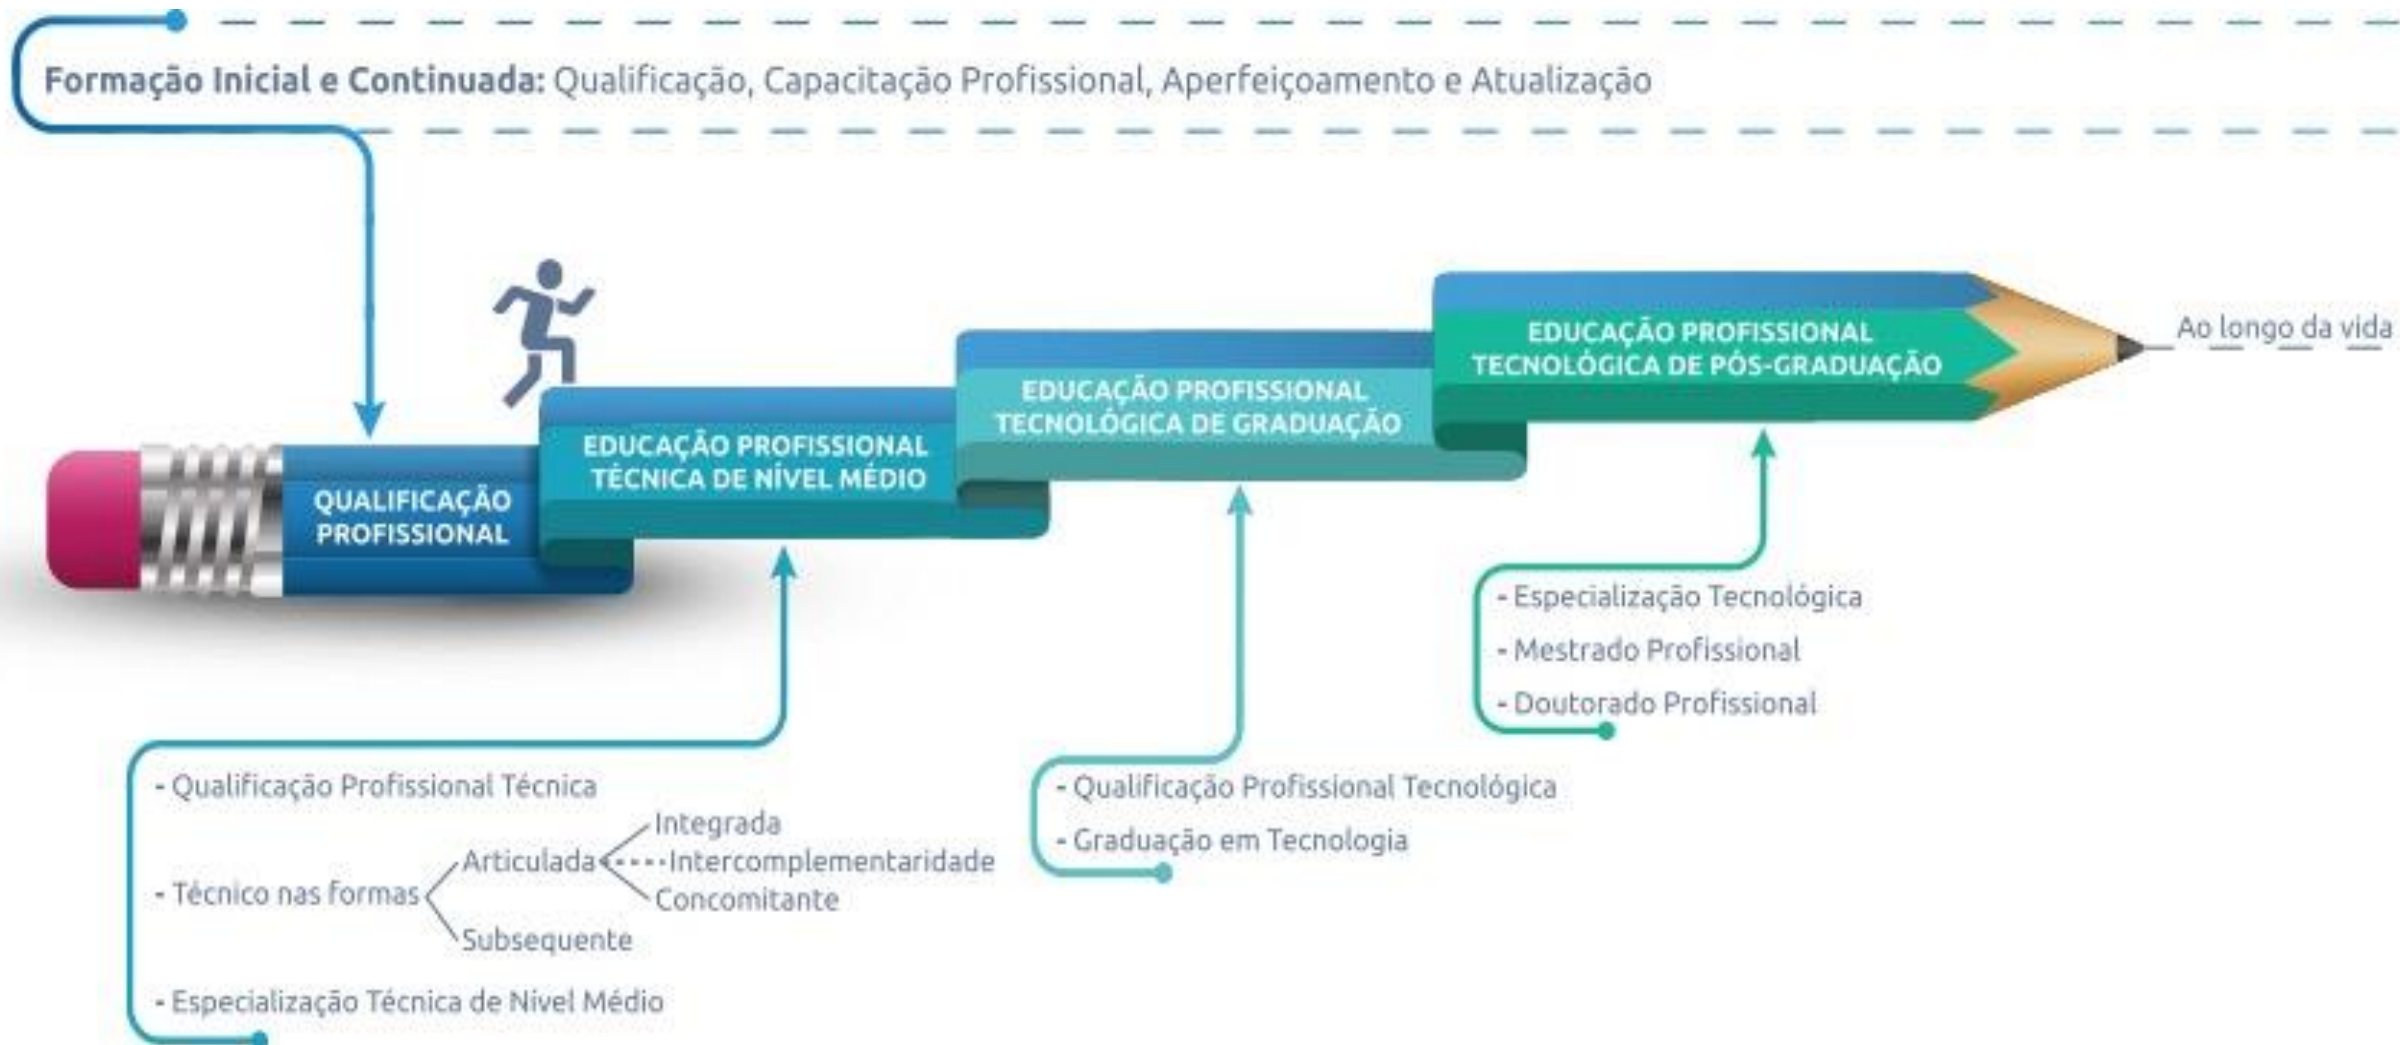 Formação Inicial e Continuada: Qualificação, Capacitação Profissional, Aperfeiçoamento e Atualização
QUALIFICAÇÃO
PROFISSIONAL
EDUCAÇÃO PROFISSIONAL
TÉCNICA DE NÍVEL MÉDIO
EDUCAÇÃO PROFISSIONAL
TECNOLÓGICA DE GRADUAÇÃO
EDUCAÇÃO PROFISSIONAL
TECNOLÓGICA DE PÓS-GRADUAÇÃO
Ao longo da vida
- Qualificação Profissional Técnica
- Técnico nas formas
Articulada
Integrada
Intercomplementaridade
Concomitante
Subsequente
- Especialização Técnica de Nível Médio
- Qualificação Profissional Tecnológica
- Graduação em Tecnologia
- Especialização Tecnológica
- Mestrado Profissional
- Doutorado Profissional